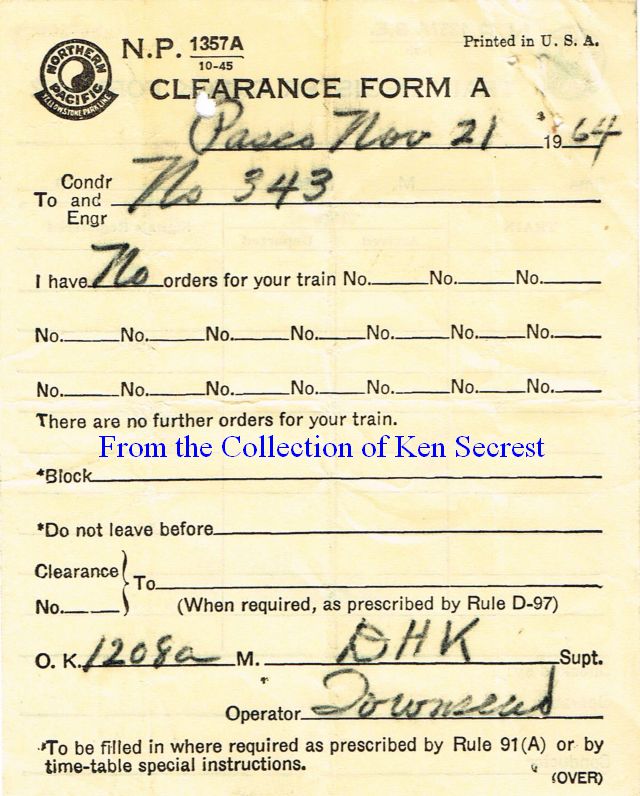 NORTHERN PACIFIC
YELLOWSTONE PARK LINE
N.P. 1357A
10-45
Printed in U. S. A.
CLEARANCE FORM A
Pasco Nov 21 1964
Condr
To and No 343
Engr
I have No orders for your train No. No. No.
No. No. No. No. No. No. No.
No. No. No. No. No. No. No.
There are no further orders for your train.
From the Collection of Ken Secrest
*Block
*Do not leave before
Clearance
To
No.
(When required, as prescribed by Rule D-97)
O. K. 1208a M. DHK Supt.
Operator Townsend
*To be filled in where required as prescribed by Rule 91(A) or by
time-table special instructions.
(OVER)